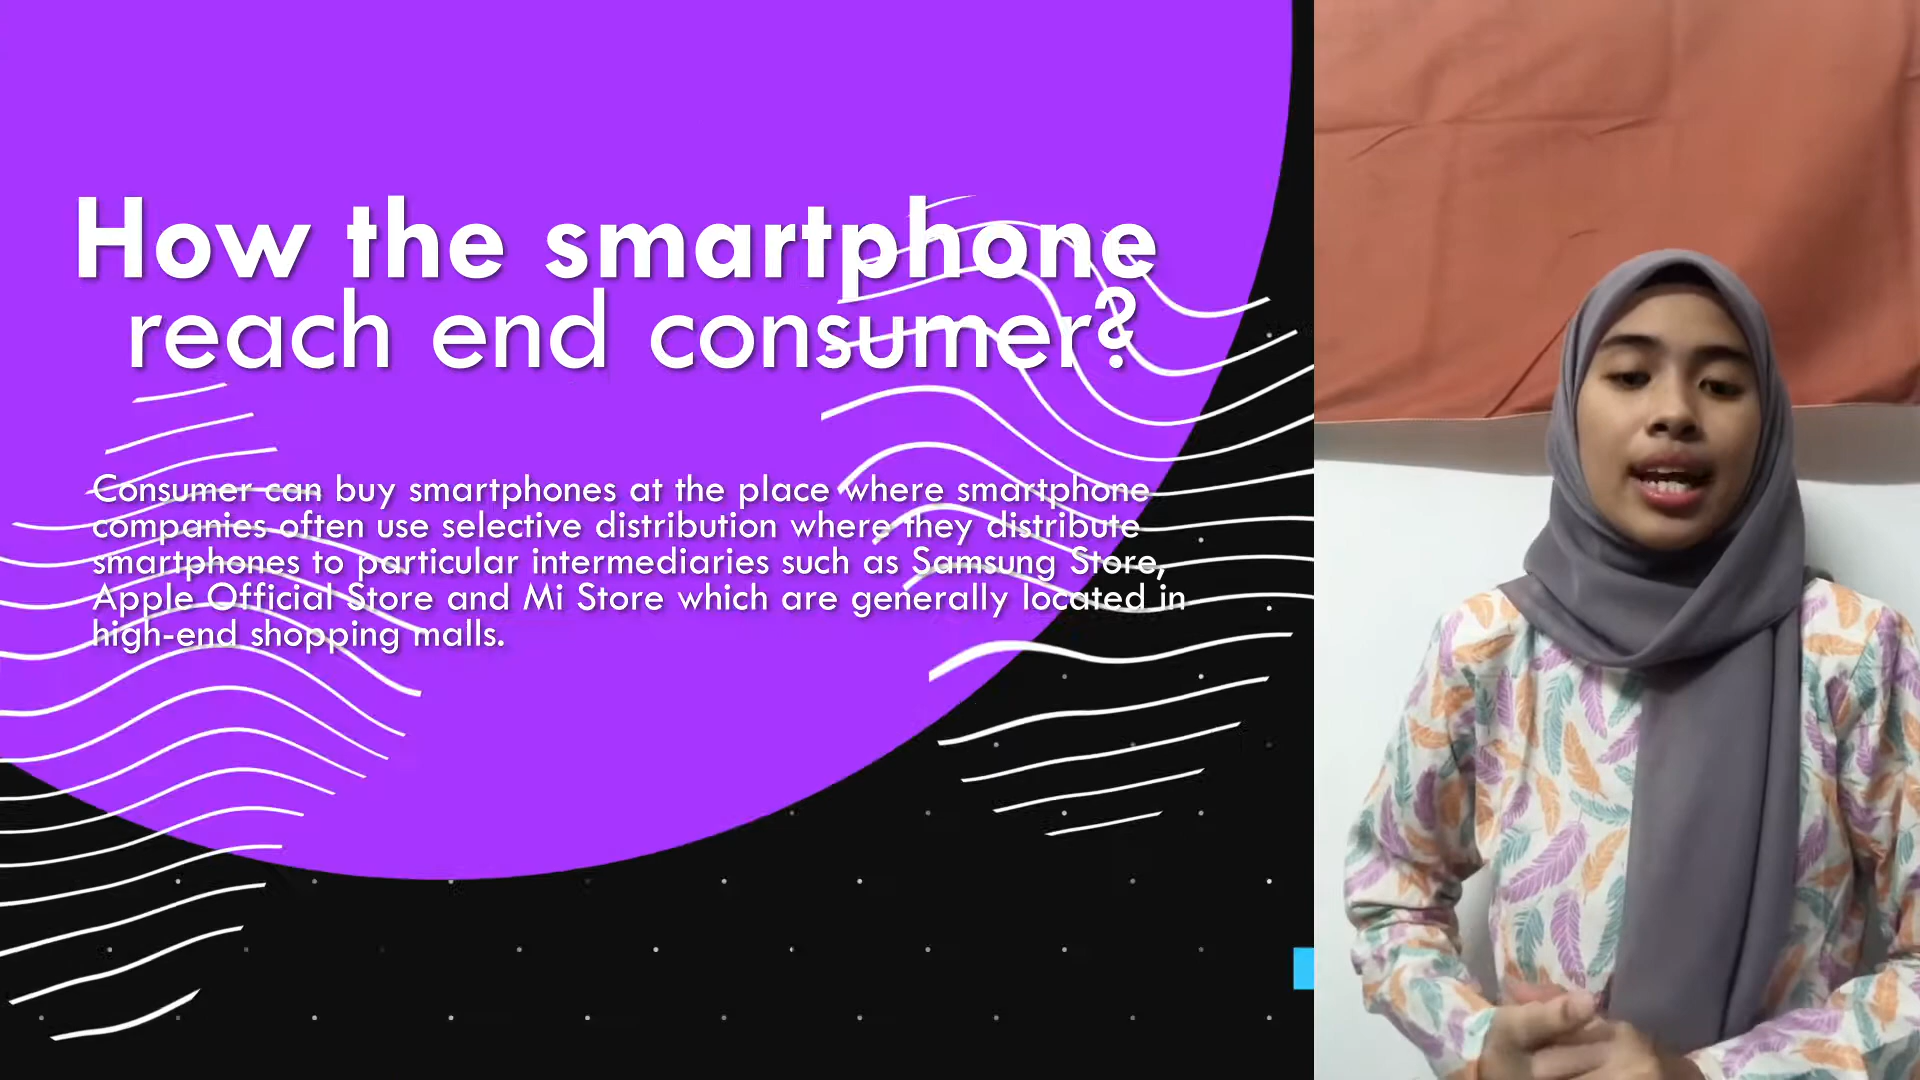 How the smartphone
reach end consumer?
Consumer can buy smartphones at the place where smartphone
companies often use selective distribution where they distribute
smartphones to particular intermediaries such as Samsung Store,
Apple Official Store and Mi Store which are generally located in
high-end shopping malls.